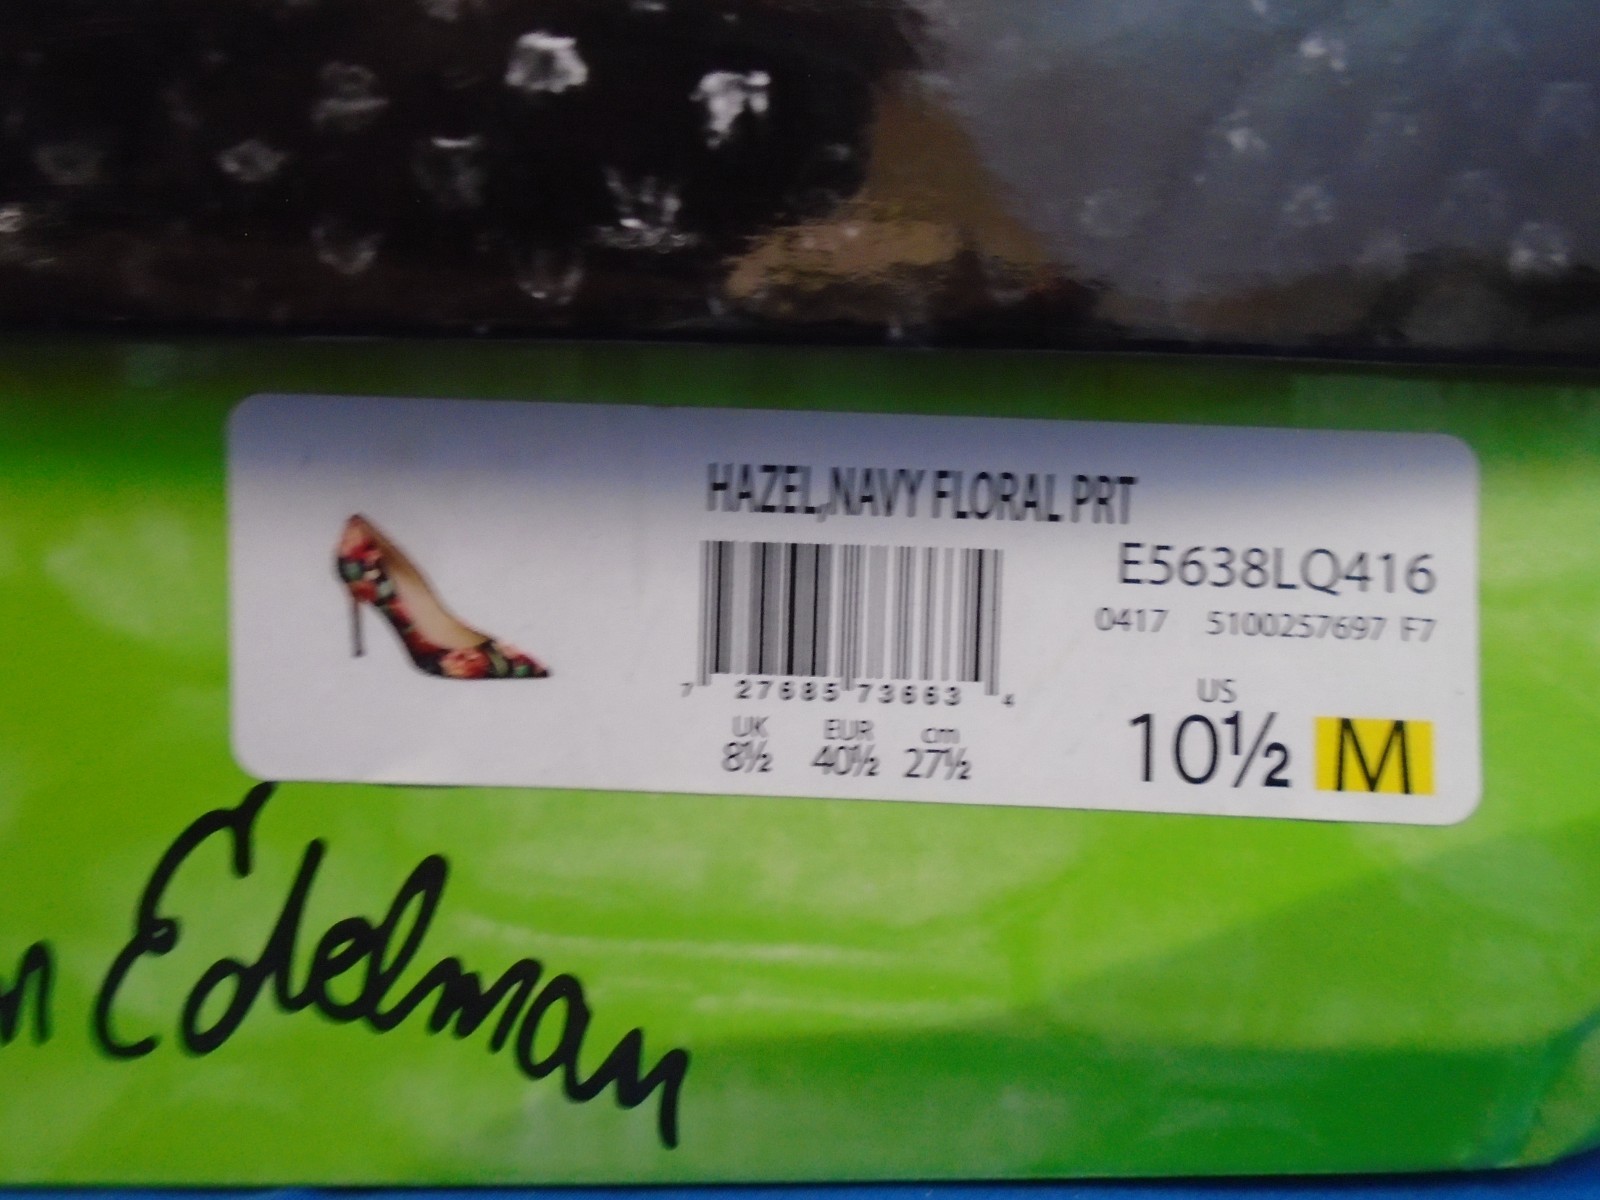 HAZEL,NAVY FLORAL PRT
E5638LQ416
0417 5100257697 F7
7 27685 73663 4
UK EUR cm
8½ 40½ 27½
US
10½ M
n Edelman